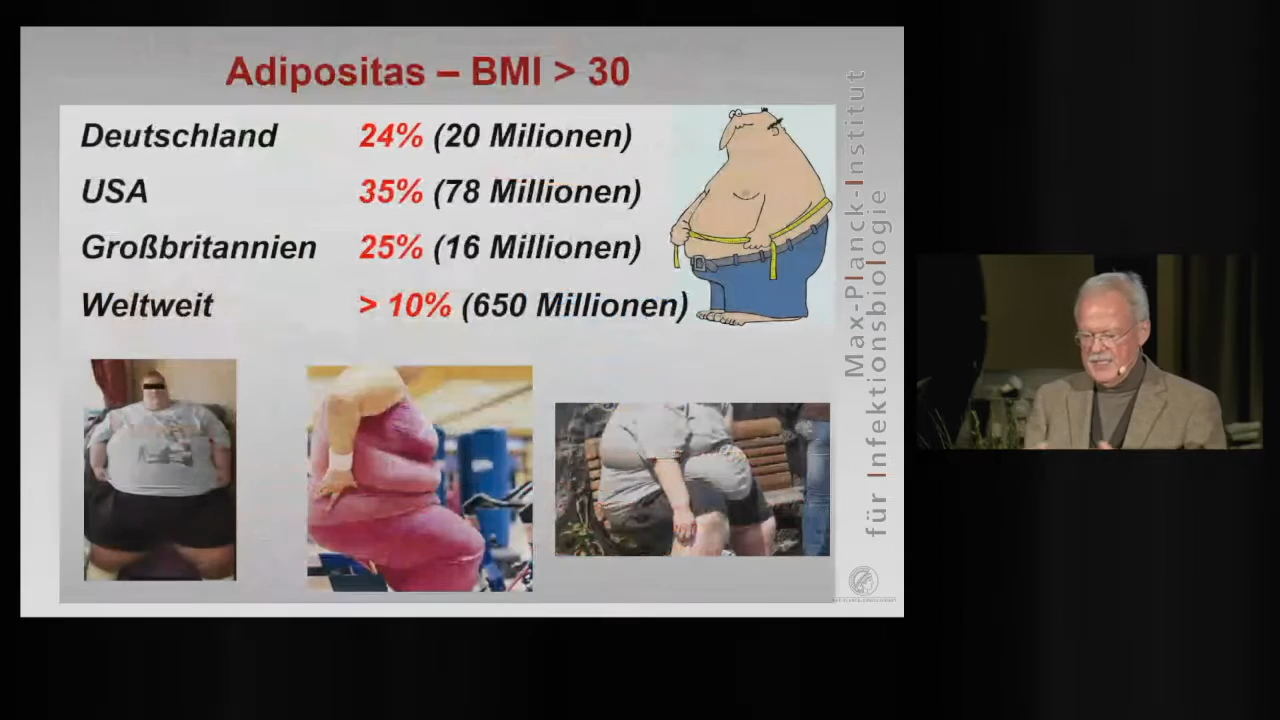 Adipositas – BMI > 30
Deutschland 24% (20 Milionen)
USA 35% (78 Millionen)
Großbritannien 25% (16 Millionen)
Weltweit > 10% (650 Millionen)
Max-Planck-Institut
für Infektionsbiologie